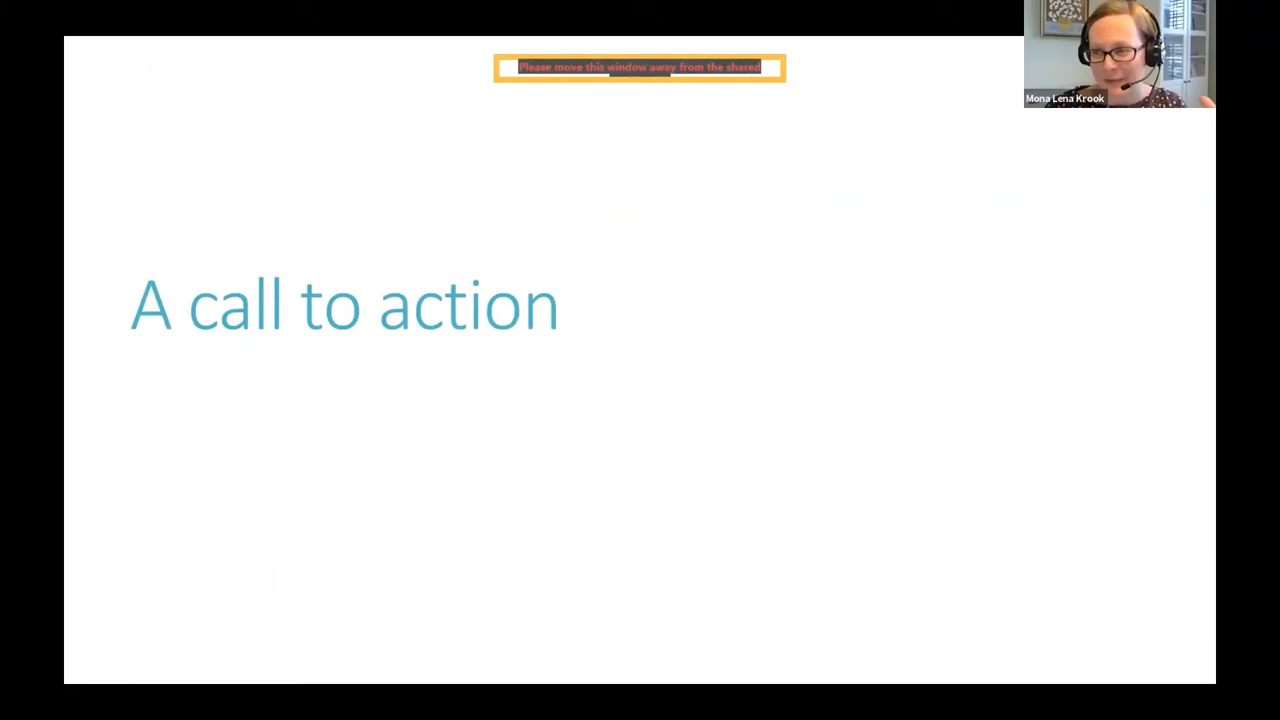 Please move this window away from the shared
Mona Lena Krook
A call to action